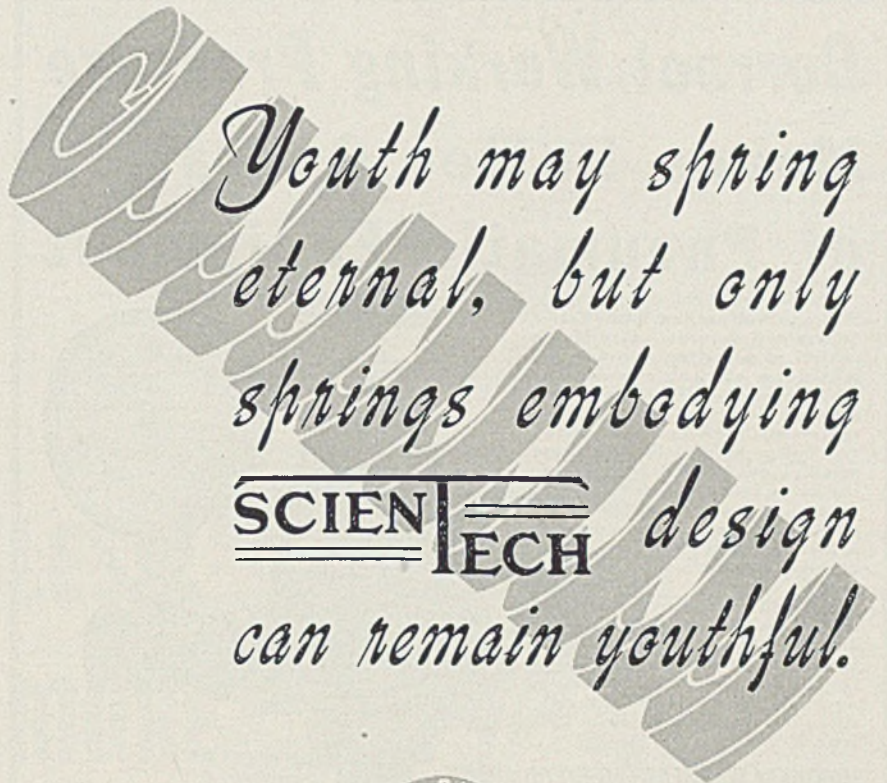 Youth may spring
eternal, but only
springs embodying
SCIENTECH design
can remain youthful.